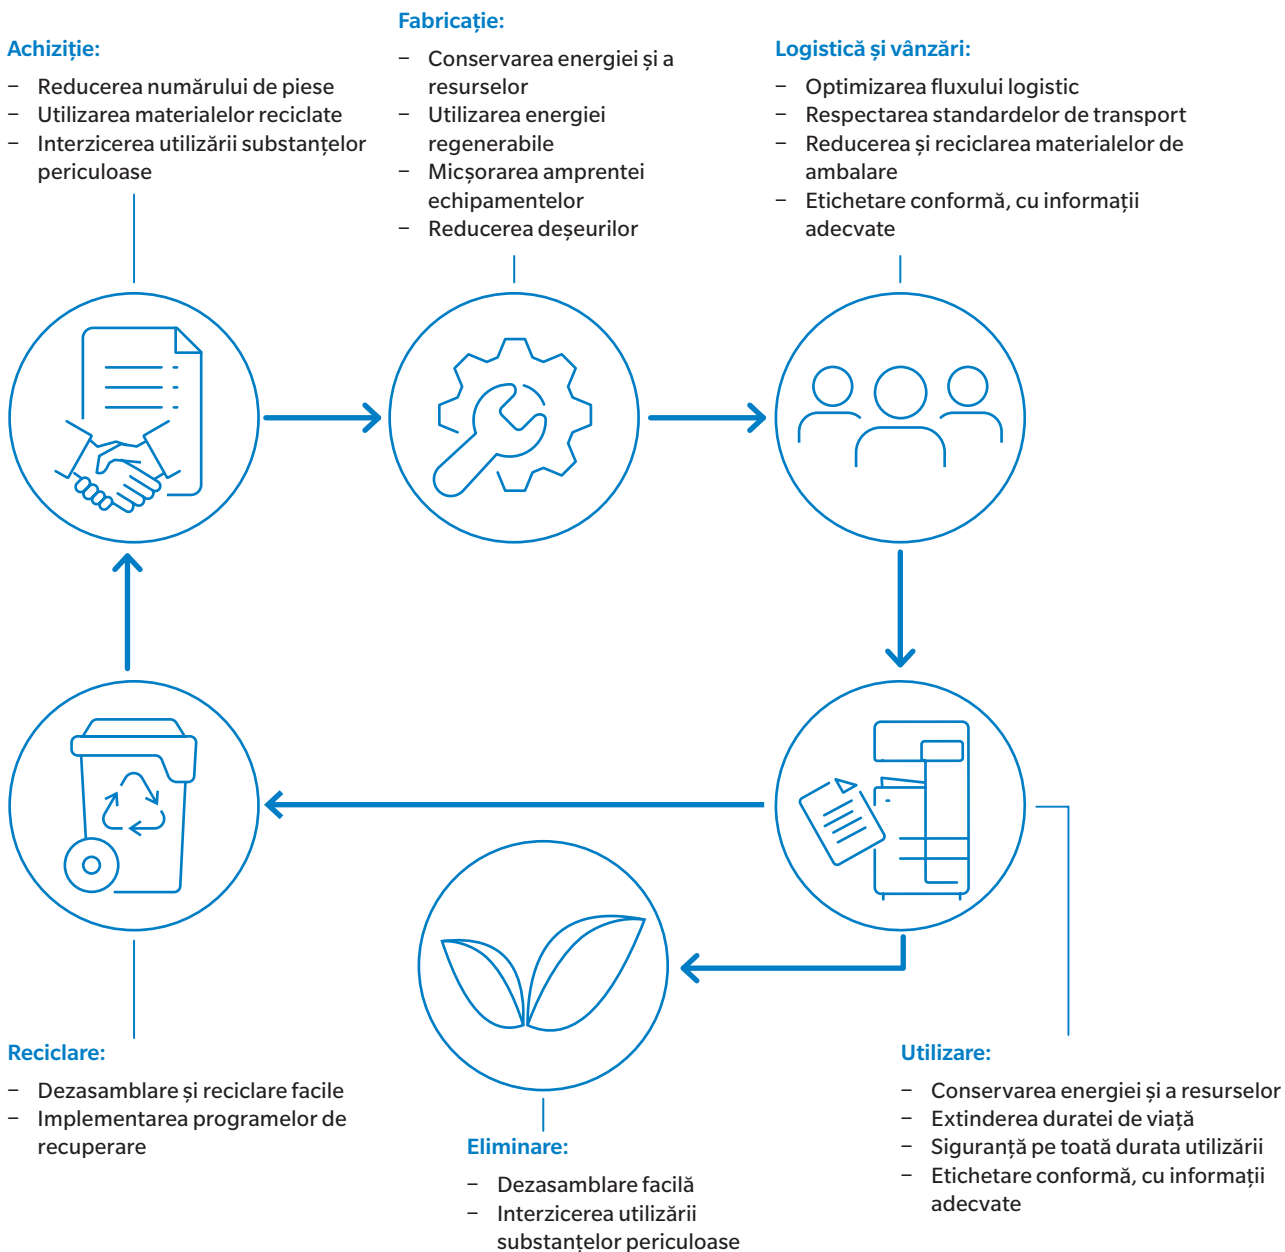 Achiziție:
– Reducerea numărului de piese
– Utilizarea materialelor reciclate
– Interzicerea utilizării substanțelor
periculoase
Fabricație:
– Conservarea energiei și a
resurselor
– Utilizarea energiei
regenerabile
– Micșorarea amprentei
echipamentelor
– Reducerea deșeurilor
Logistică și vânzări:
– Optimizarea fluxului logistic
– Respectarea standardelor de transport
– Reducerea și reciclarea materialelor de
ambalare
– Etichetare conformă, cu informații
adecvate
Reciclare:
– Dezasamblare și reciclare facile
– Implementarea programelor de
recuperare
Eliminare:
– Dezasamblare facilă
– Interzicerea utilizării
substanțelor periculoase
Utilizare:
– Conservarea energiei și a resurselor
– Extinderea duratei de viață
– Siguranță pe toată durata utilizării
– Etichetare conformă, cu informații
adecvate